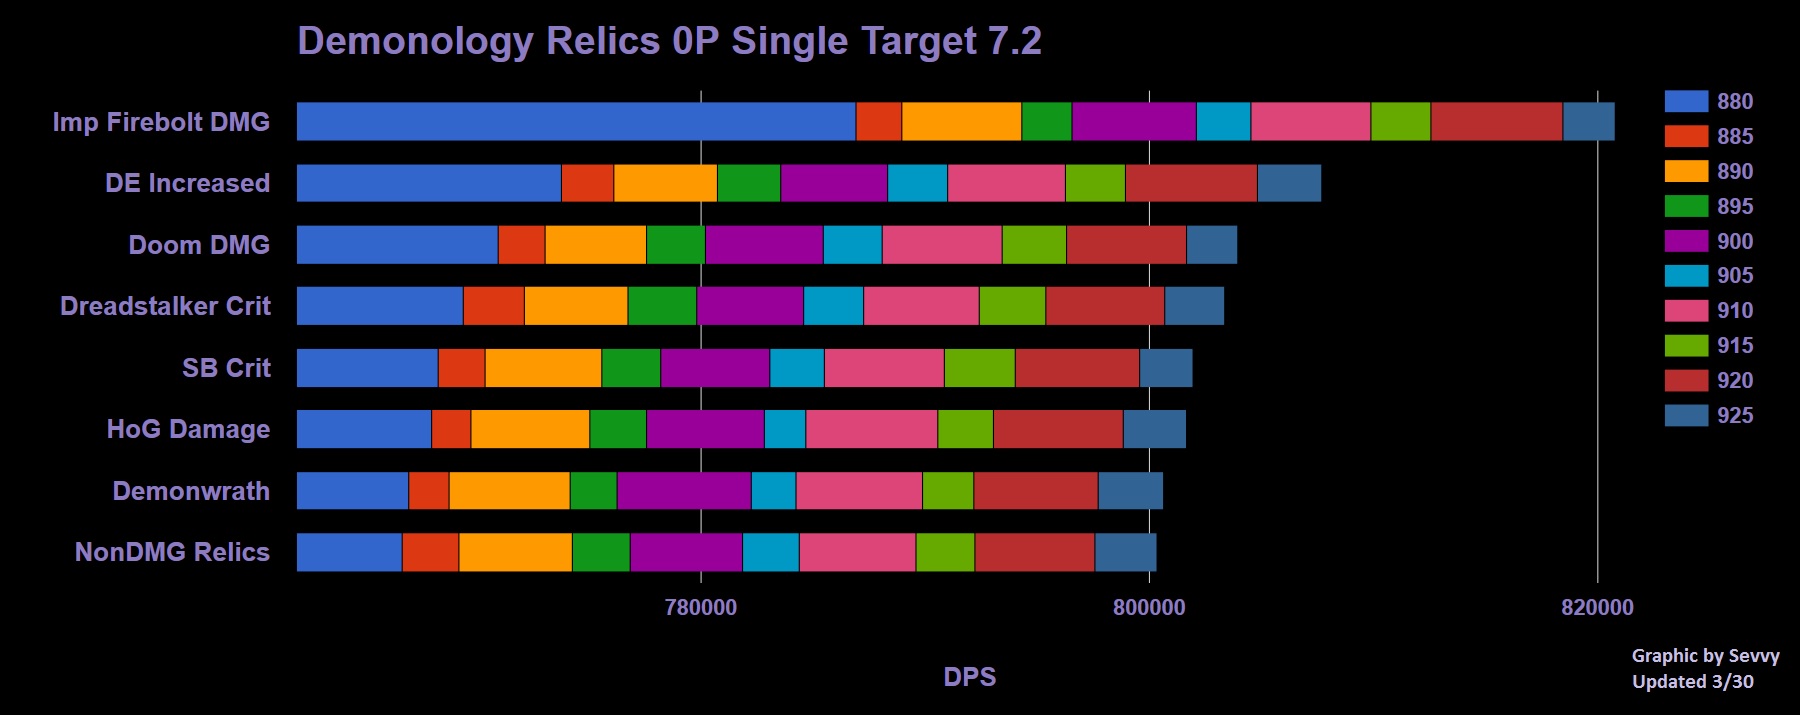 Demonology Relics 0P Single Target 7.2
Imp Firebolt DMG
DE Increased
Doom DMG
Dreadstalker Crit
SB Crit
HoG Damage
Demonwrath
NonDMG Relics
780000
800000
820000
DPS
880
885
890
895
900
905
910
915
920
925
Graphic by Sevvy
Updated 3/30